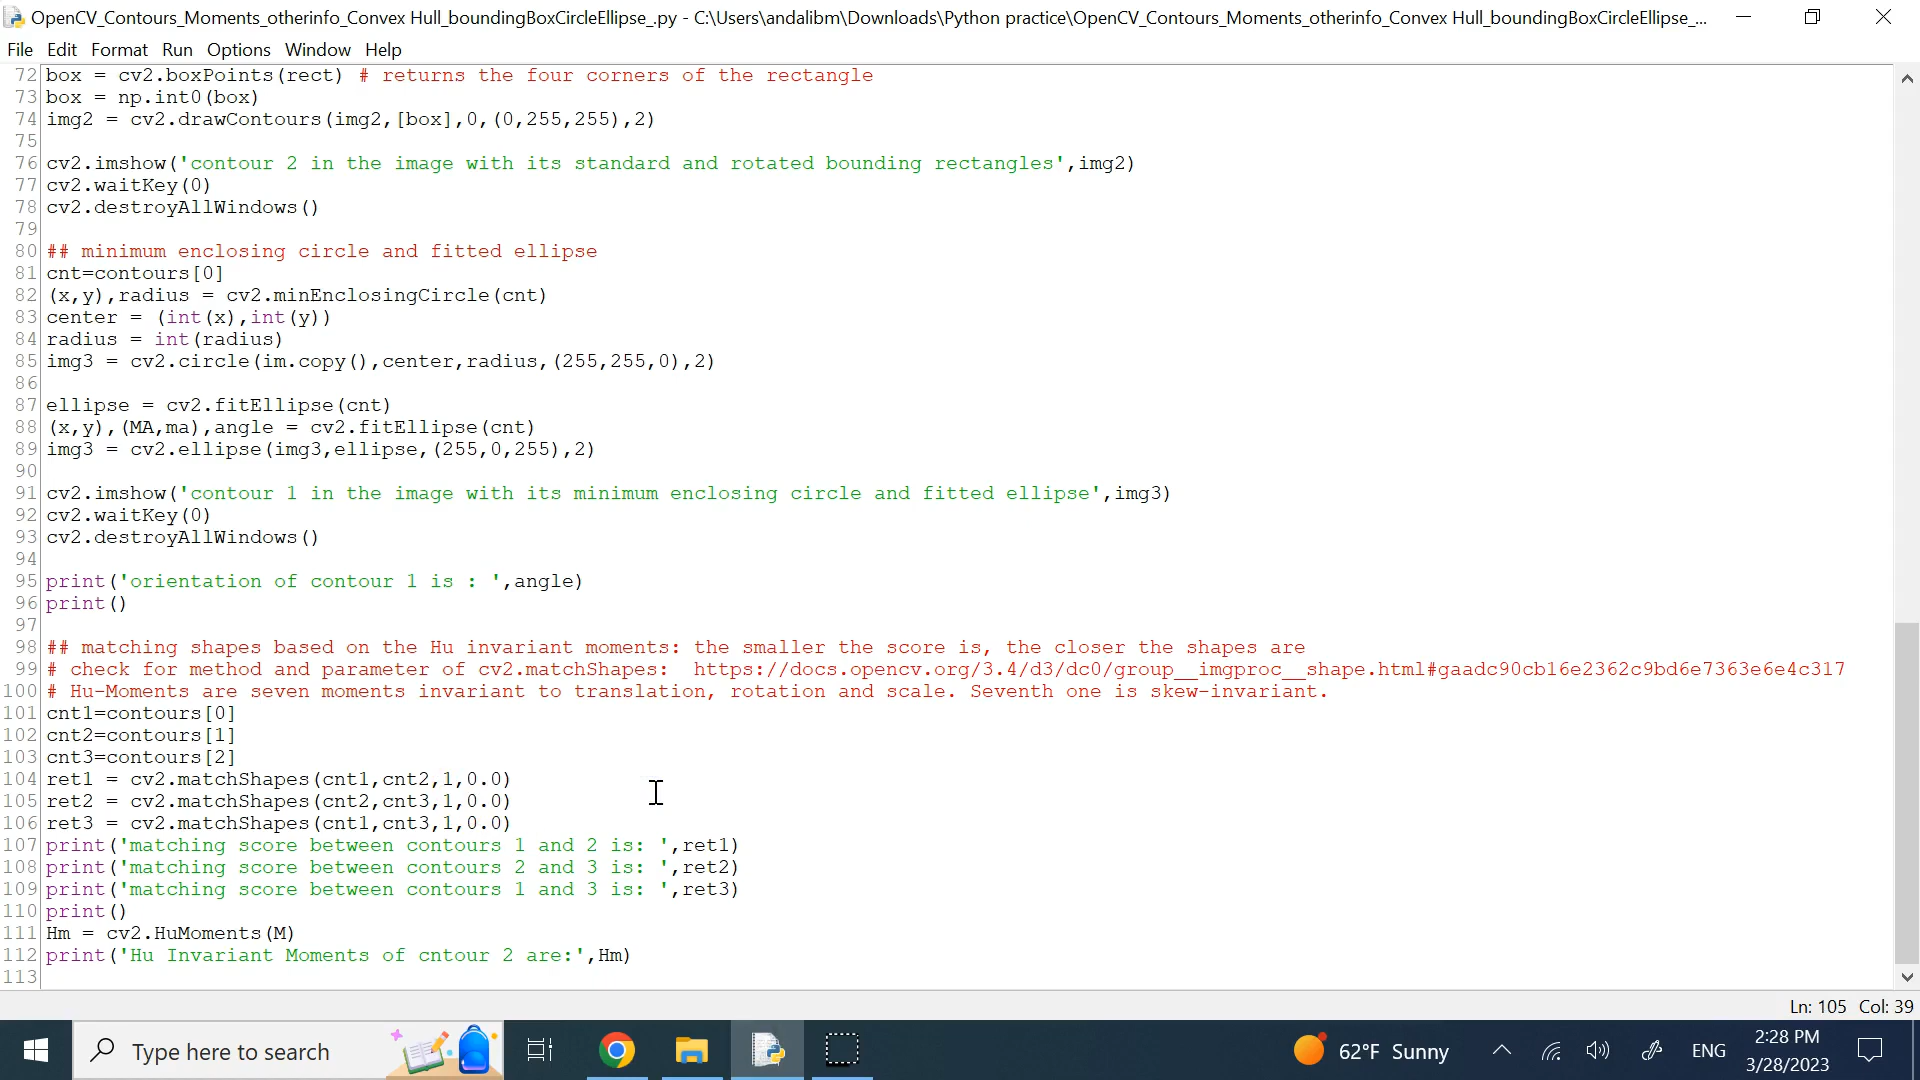 OpenCV_Contours_Moments_otherinfo_Convex Hull_boundingBoxCircleEllipse_.py - C:\Users\andalibm\Downloads\Python practice\OpenCV_Contours_Moments_otherinfo_Convex Hull_boundingBoxCircleEllipse_...
File Edit Format Run Options Window Help
72 box = cv2.boxPoints(rect) # returns the four corners of the rectangle
73 box = np.int0(box)
74 img2 = cv2.drawContours(img2,[box],0,(0,255,255),2)
75
76 cv2.imshow('contour 2 in the image with its standard and rotated bounding rectangles',img2)
77 cv2.waitKey(0)
78 cv2.destroyAllWindows()
79
80 ## minimum enclosing circle and fitted ellipse
81 cnt=contours[0]
82 (x,y),radius = cv2.minEnclosingCircle(cnt)
83 center = (int(x),int(y))
84 radius = int(radius)
85 img3 = cv2.circle(im.copy(),center,radius,(255,255,0),2)
86
87 ellipse = cv2.fitEllipse(cnt)
88 (x,y),(MA,ma),angle = cv2.fitEllipse(cnt)
89 img3 = cv2.ellipse(img3,ellipse,(255,0,255),2)
90
91 cv2.imshow('contour 1 in the image with its minimum enclosing circle and fitted ellipse',img3)
92 cv2.waitKey(0)
93 cv2.destroyAllWindows()
94
95 print('orientation of contour 1 is : ',angle)
96 print()
97
98 ## matching shapes based on the Hu invariant moments: the smaller the score is, the closer the shapes are
99 # check for method and parameter of cv2.matchShapes:  https://docs.opencv.org/3.4/d3/dc0/group__imgproc__shape.html#gaadc90cb16e2362c9bd6e7363e6e4c317
100 # Hu-Moments are seven moments invariant to translation, rotation and scale. Seventh one is skew-invariant.
101 cnt1=contours[0]
102 cnt2=contours[1]
103 cnt3=contours[2]
104 ret1 = cv2.matchShapes(cnt1,cnt2,1,0.0)
105 ret2 = cv2.matchShapes(cnt2,cnt3,1,0.0)
106 ret3 = cv2.matchShapes(cnt1,cnt3,1,0.0)
107 print('matching score between contours 1 and 2 is: ',ret1)
108 print('matching score between contours 2 and 3 is: ',ret2)
109 print('matching score between contours 1 and 3 is: ',ret3)
110 print()
111 Hm = cv2.HuMoments(M)
112 print('Hu Invariant Moments of cntour 2 are:',Hm)
113
Ln: 105 Col: 39
Type here to search
62°F Sunny
ENG
2:28 PM
3/28/2023